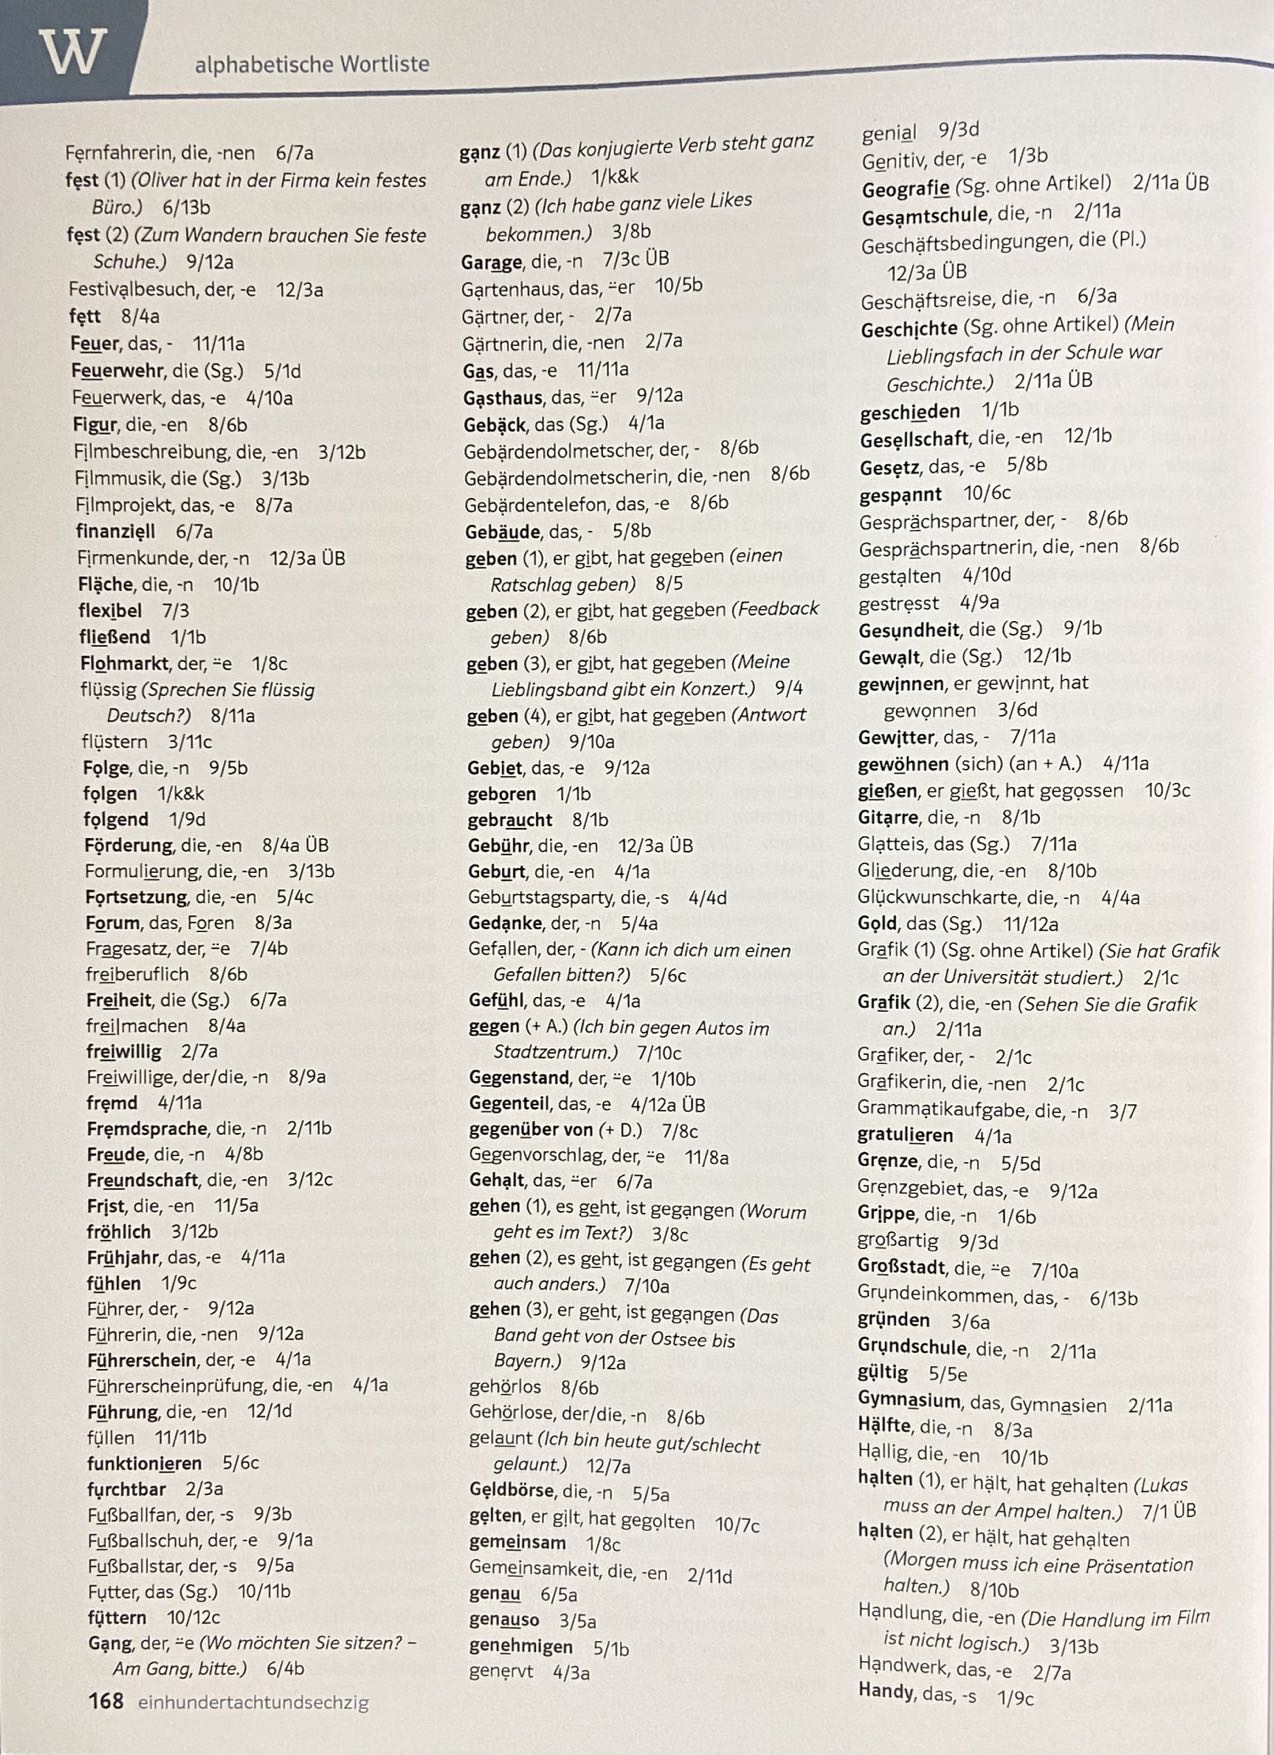 W
alphabetische Wortliste
Fernfahrerin, die, -nen 6/7a
fest (1) (Oliver hat in der Firma kein festes
Büro.) 6/13b
fest (2) (Zum Wandern brauchen Sie feste
Schuhe.) 9/12a
Festivalbesuch, der, -e 12/3a
fett 8/4a
Feuer, das, - 11/11a
Feuerwehr, die (Sg.) 5/1d
Feuerwerk, das, -e 4/10a
Figur, die, -en 8/6b
Filmbeschreibung, die, -en 3/12b
Filmmusik, die (Sg.) 3/13b
Filmprojekt, das, -e 8/7a
finanziell 6/7a
Firmenkunde, der, -n 12/3a ÜB
Fläche, die, -n 10/1b
flexibel 7/3
fließend 1/1b
Flohmarkt, der, ⸚e 1/8c
flüssig (Sprechen Sie flüssig
Deutsch?) 8/11a
flüstern 3/11c
Folge, die, -n 9/5b
folgen 1/k&k
folgend 1/9d
Förderung, die, -en 8/4a ÜB
Formulierung, die, -en 3/13b
Fortsetzung, die, -en 5/4c
Forum, das, Foren 8/3a
Fragesatz, der, ⸚e 7/4b
freiberuflich 8/6b
Freiheit, die (Sg.) 6/7a
frei|machen 8/4a
freiwillig 2/7a
Freiwillige, der/die, -n 8/9a
fremd 4/11a
Fremdsprache, die, -n 2/11b
Freude, die, -n 4/8b
Freundschaft, die, -en 3/12c
Frist, die, -en 11/5a
fröhlich 3/12b
Frühjahr, das, -e 4/11a
fühlen 1/9c
Führer, der, - 9/12a
Führerin, die, -nen 9/12a
Führerschein, der, -e 4/1a
Führerscheinprüfung, die, -en 4/1a
Führung, die, -en 12/1d
füllen 11/11b
funktionieren 5/6c
furchtbar 2/3a
Fußballfan, der, -s 9/3b
Fußballschuh, der, -e 9/1a
Fußballstar, der, -s 9/5a
Futter, das (Sg.) 10/11b
füttern 10/12c
Gang, der, ⸚e (Wo möchten Sie sitzen? –
Am Gang, bitte.) 6/4b
ganz (1) (Das konjugierte Verb steht ganz
am Ende.) 1/k&k
ganz (2) (Ich habe ganz viele Likes
bekommen.) 3/8b
Garage, die, -n 7/3c ÜB
Gartenhaus, das, ⸚er 10/5b
Gärtner, der, - 2/7a
Gärtnerin, die, -nen 2/7a
Gas, das, -e 11/11a
Gasthaus, das, ⸚er 9/12a
Gebäck, das (Sg.) 4/1a
Gebärdendolmetscher, der, - 8/6b
Gebärdendolmetscherin, die, -nen 8/6b
Gebärdentelefon, das, -e 8/6b
Gebäude, das, - 5/8b
geben (1), er gibt, hat gegeben (einen
Ratschlag geben) 8/5
geben (2), er gibt, hat gegeben (Feedback
geben) 8/6b
geben (3), er gibt, hat gegeben (Meine
Lieblingsband gibt ein Konzert.) 9/4
geben (4), er gibt, hat gegeben (Antwort
geben) 9/10a
Gebiet, das, -e 9/12a
geboren 1/1b
gebraucht 8/1b
Gebühr, die, -en 12/3a ÜB
Geburt, die, -en 4/1a
Geburtstagsparty, die, -s 4/4d
Gedanke, der, -n 5/4a
Gefallen, der, - (Kann ich dich um einen
Gefallen bitten?) 5/6c
Gefühl, das, -e 4/1a
gegen (+ A.) (Ich bin gegen Autos im
Stadtzentrum.) 7/10c
Gegenstand, der, ⸚e 1/10b
Gegenteil, das, -e 4/12a ÜB
gegenüber von (+ D.) 7/8c
Gegenvorschlag, der, ⸚e 11/8a
Gehalt, das, ⸚er 6/7a
gehen (1), es geht, ist gegangen (Worum
geht es im Text?) 3/8c
gehen (2), es geht, ist gegangen (Es geht
auch anders.) 7/10a
gehen (3), er geht, ist gegangen (Das
Band geht von der Ostsee bis
Bayern.) 9/12a
gehörlos 8/6b
Gehörlose, der/die, -n 8/6b
gelaunt (Ich bin heute gut/schlecht
gelaunt.) 12/7a
Geldbörse, die, -n 5/5a
gelten, er gilt, hat gegolten 10/7c
gemeinsam 1/8c
Gemeinsamkeit, die, -en 2/11d
genau 6/5a
genauso 3/5a
genehmigen 5/1b
genervt 4/3a
genial 9/3d
Genitiv, der, -e 1/3b
Geografie (Sg. ohne Artikel) 2/11a ÜB
Gesamtschule, die, -n 2/11a
Geschäftsbedingungen, die (Pl.)
12/3a ÜB
Geschäftsreise, die, -n 6/3a
Geschichte (Sg. ohne Artikel) (Mein
Lieblingsfach in der Schule war
Geschichte.) 2/11a ÜB
geschieden 1/1b
Gesellschaft, die, -en 12/1b
Gesetz, das, -e 5/8b
gespannt 10/6c
Gesprächspartner, der, - 8/6b
Gesprächspartnerin, die, -nen 8/6b
gestalten 4/10d
gestresst 4/9a
Gesundheit, die (Sg.) 9/1b
Gewalt, die (Sg.) 12/1b
gewinnen, er gewinnt, hat
gewonnen 3/6d
Gewitter, das, - 7/11a
gewöhnen (sich) (an + A.) 4/11a
gießen, er gießt, hat gegossen 10/3c
Gitarre, die, -n 8/1b
Glatteis, das (Sg.) 7/11a
Gliederung, die, -en 8/10b
Glückwunschkarte, die, -n 4/4a
Gold, das (Sg.) 11/12a
Grafik (1) (Sg. ohne Artikel) (Sie hat Grafik
an der Universität studiert.) 2/1c
Grafik (2), die, -en (Sehen Sie die Grafik
an.) 2/11a
Grafiker, der, - 2/1c
Grafikerin, die, -nen 2/1c
Grammatikaufgabe, die, -n 3/7
gratulieren 4/1a
Grenze, die, -n 5/5d
Grenzgebiet, das, -e 9/12a
Grippe, die, -n 1/6b
großartig 9/3d
Großstadt, die, ⸚e 7/10a
Grundeinkommen, das, - 6/13b
gründen 3/6a
Grundschule, die, -n 2/11a
gültig 5/5e
Gymnasium, das, Gymnasien 2/11a
Hälfte, die, -n 8/3a
Hallig, die, -en 10/1b
halten (1), er hält, hat gehalten (Lukas
muss an der Ampel halten.) 7/1 ÜB
halten (2), er hält, hat gehalten
(Morgen muss ich eine Präsentation
halten.) 8/10b
Handlung, die, -en (Die Handlung im Film
ist nicht logisch.) 3/13b
Handwerk, das, -e 2/7a
Handy, das, -s 1/9c
168 einhundertachtundsechzig